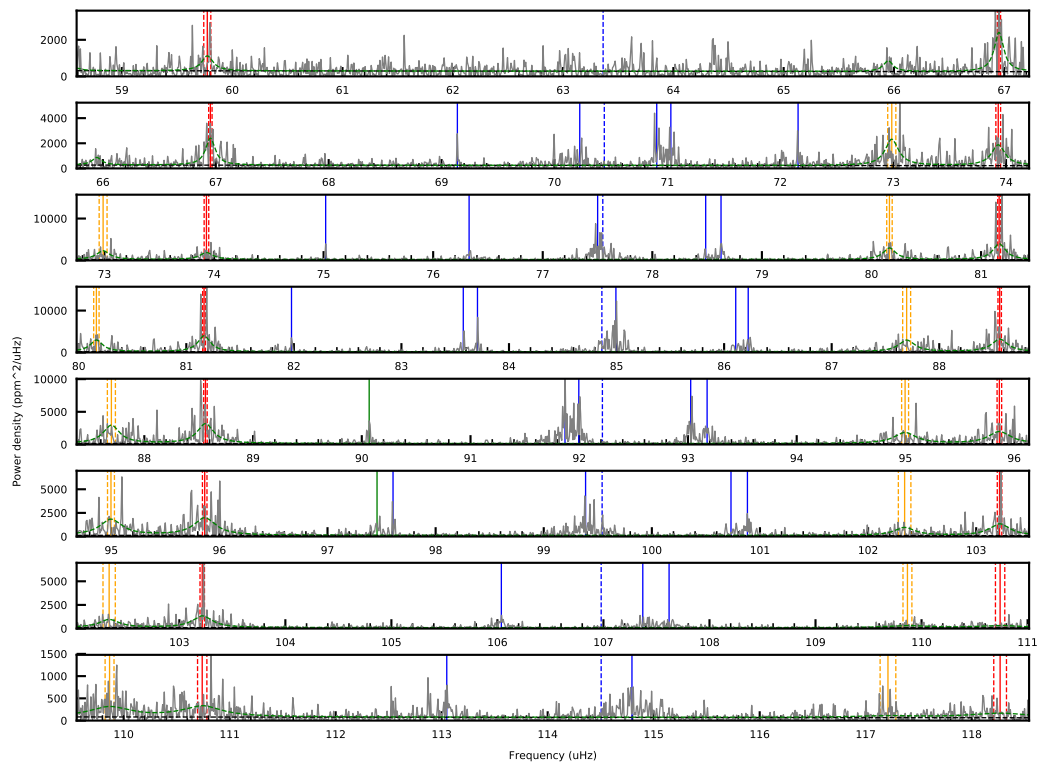 2000
0
59 60 61 62 63 64 65 66 67
4000
2000
0
66 67 68 69 70 71 72 73 74
10000
0
73 74 75 76 77 78 79 80 81
10000
0
80 81 82 83 84 85 86 87 88
10000
5000
0
88 89 90 91 92 93 94 95 96
5000
2500
0
95 96 97 98 99 100 101 102 103
5000
2500
0
103 104 105 106 107 108 109 110 111
1500
1000
500
0
110 111 112 113 114 115 116 117 118
Power density (ppm^2/uHz)
Frequency (uHz)